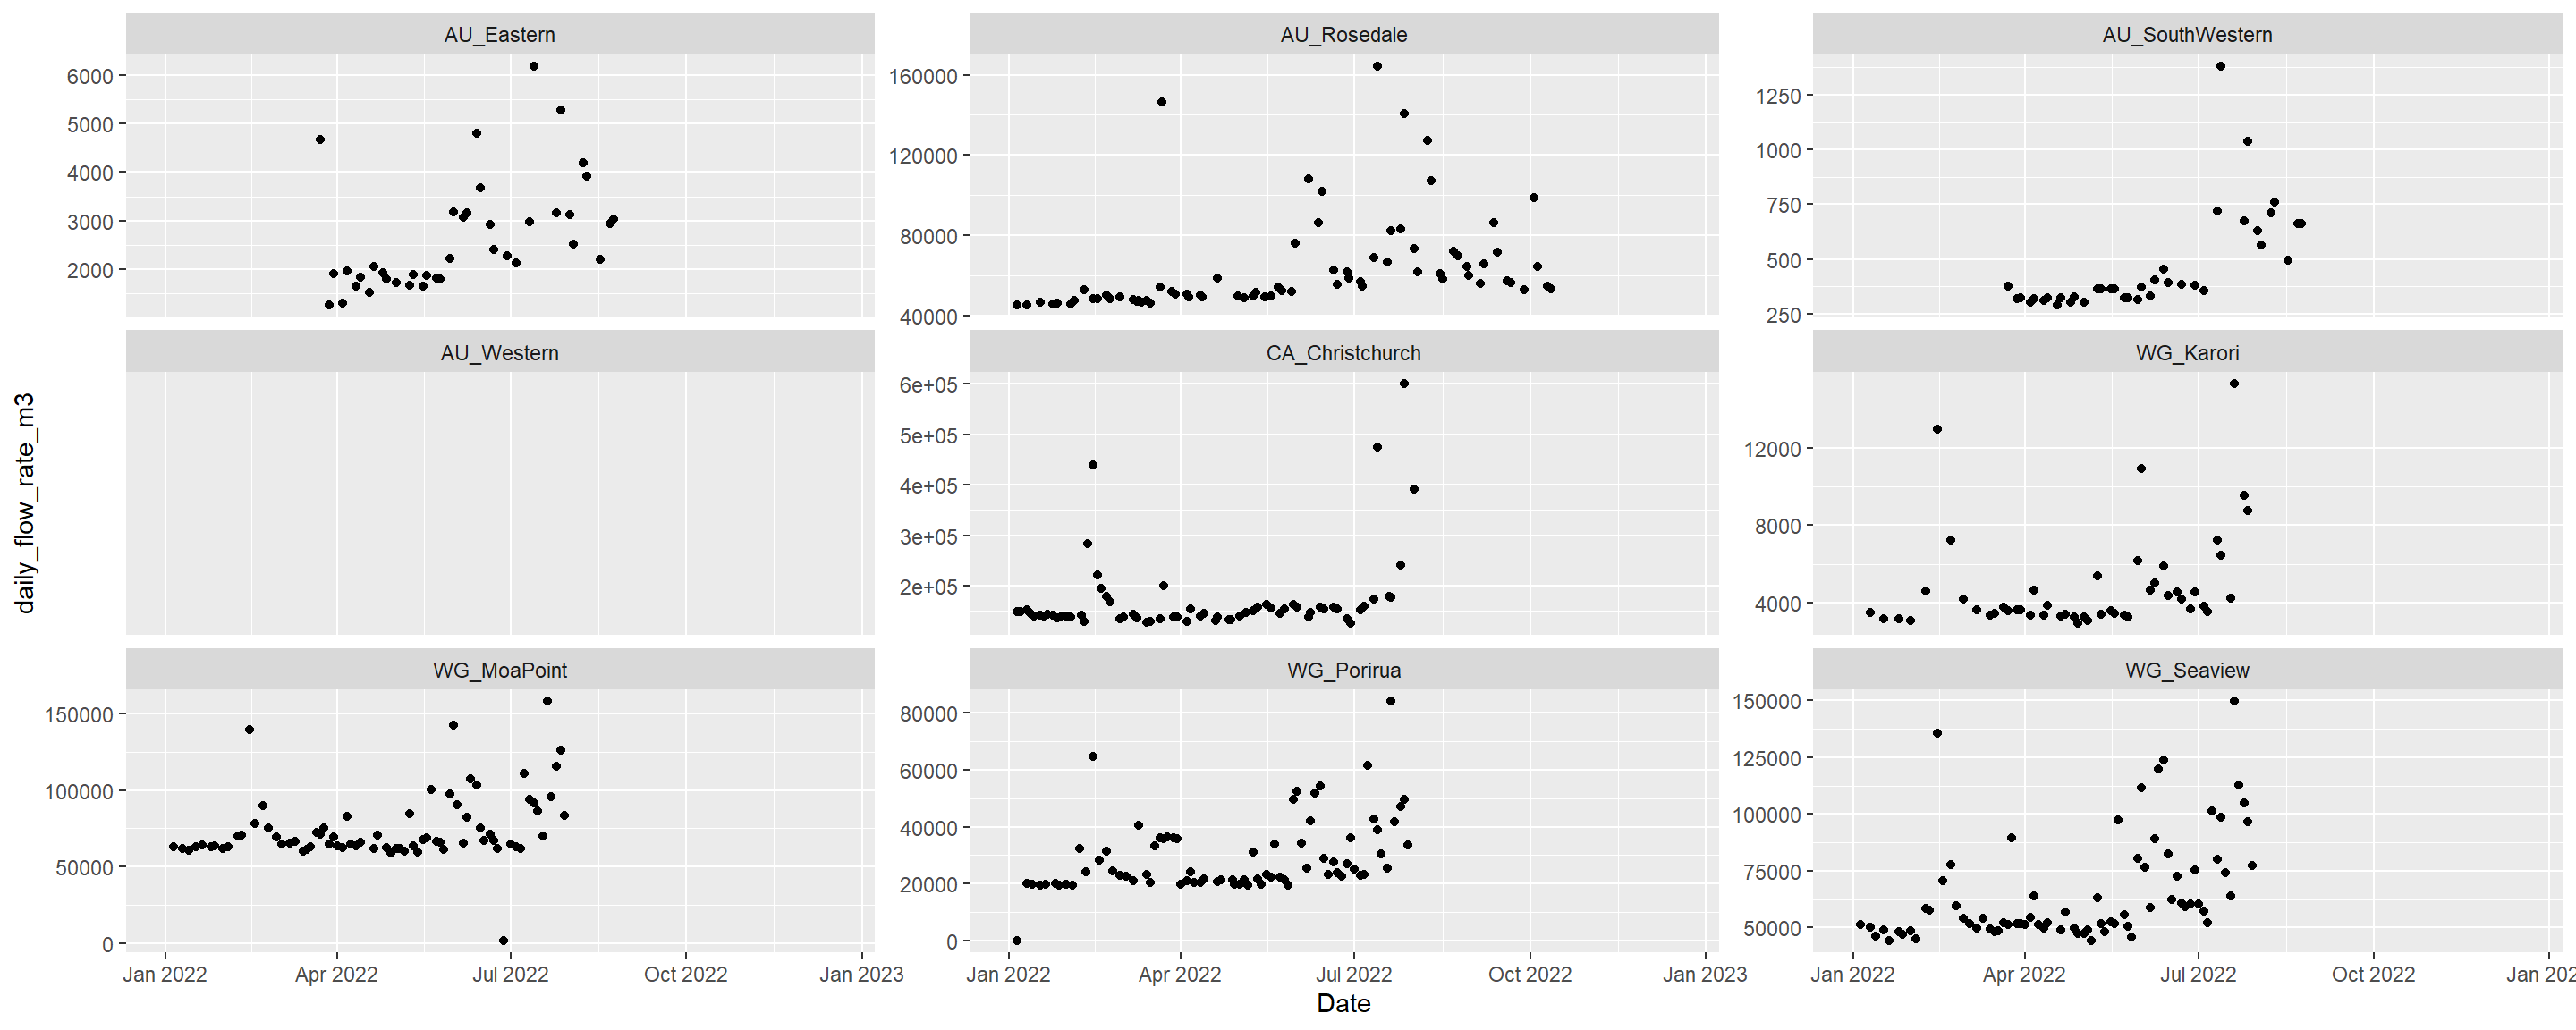 AU_Eastern
AU_Rosedale
AU_SouthWestern
6000
5000
4000
3000
2000
160000
120000
80000
40000
1250
1000
750
500
250
AU_Western
CA_Christchurch
WG_Karori
6e+05
5e+05
4e+05
3e+05
2e+05
12000
8000
4000
daily_flow_rate_m3
WG_MoaPoint
WG_Porirua
WG_Seaview
150000
100000
50000
0
80000
60000
40000
20000
0
150000
125000
100000
75000
50000
Jan 2022 Apr 2022 Jul 2022 Oct 2022 Jan 2023
Jan 2022 Apr 2022 Jul 2022 Oct 2022 Jan 2023
Jan 2022 Apr 2022 Jul 2022 Oct 2022 Jan 202
Date